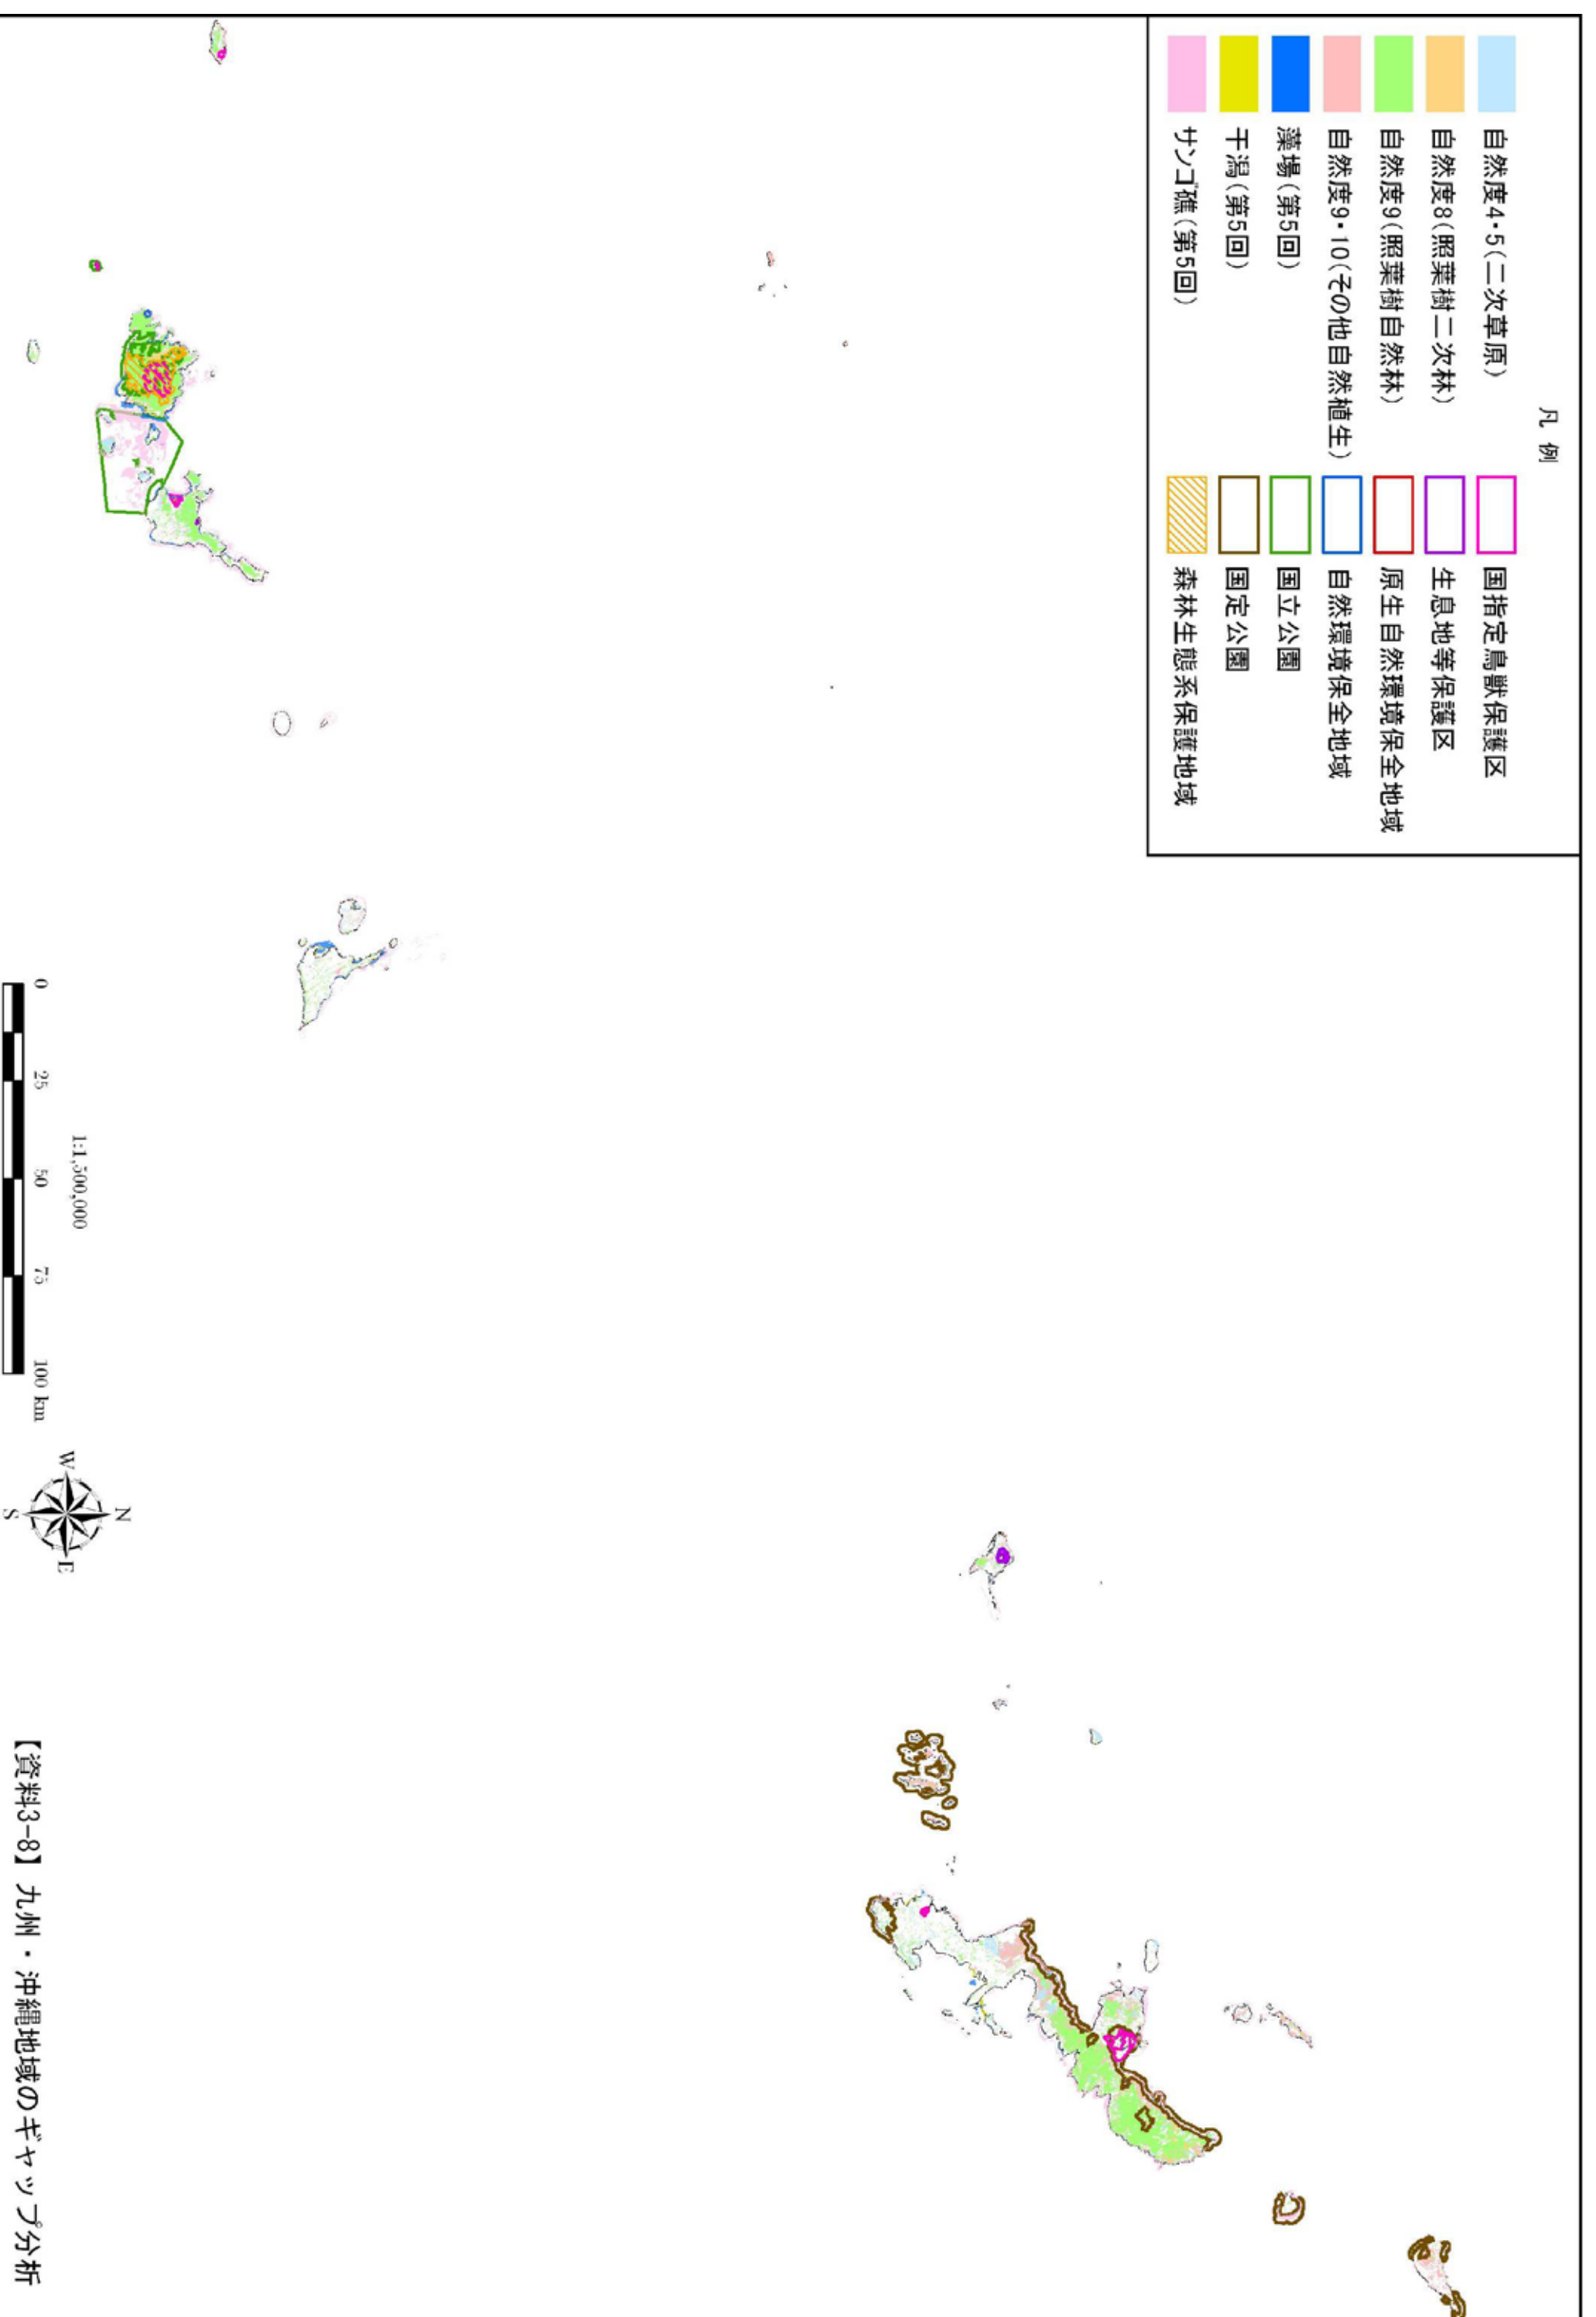 凡 例
自然度4・5(二次草原)
自然度8(照葉樹二次林)
自然度9(照葉樹自然林)
自然度9・10(その他自然植生)
藻場(第5回)
干潟(第5回)
サンゴ礁(第5回)
国指定鳥獣保護区
生息地等保護区
原生自然環境保全地域
自然環境保全地域
国立公園
国定公園
森林生態系保護地域
1:1,500,000
0 25 50 75 100 km
N
W
E
S
【資料3-8】 九州・沖縄地域のギャップ分析